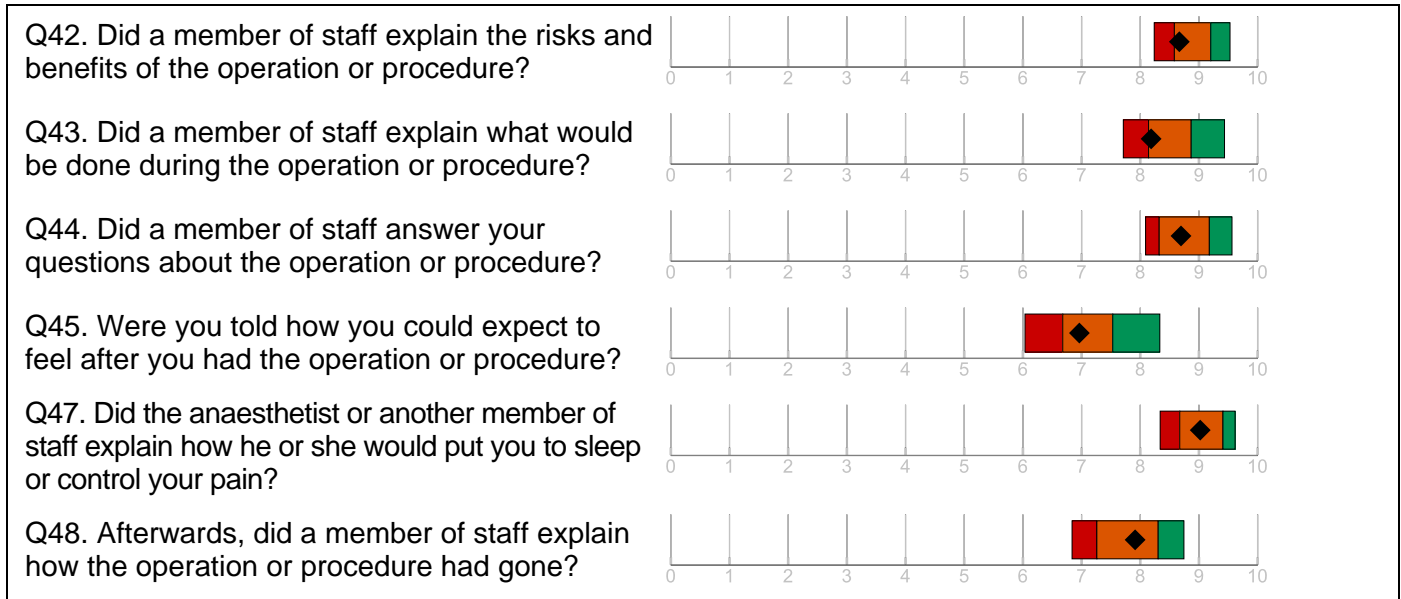 Q42. Did a member of staff explain the risks and
benefits of the operation or procedure?
0 1 2 3 4 5 6 7 8 9 10
Q43. Did a member of staff explain what would
be done during the operation or procedure?
0 1 2 3 4 5 6 7 8 9 10
Q44. Did a member of staff answer your
questions about the operation or procedure?
0 1 2 3 4 5 6 7 8 9 10
Q45. Were you told how you could expect to
feel after you had the operation or procedure?
0 1 2 3 4 5 6 7 8 9 10
Q47. Did the anaesthetist or another member of
staff explain how he or she would put you to sleep
or control your pain?
0 1 2 3 4 5 6 7 8 9 10
Q48. Afterwards, did a member of staff explain
how the operation or procedure had gone?
0 1 2 3 4 5 6 7 8 9 10